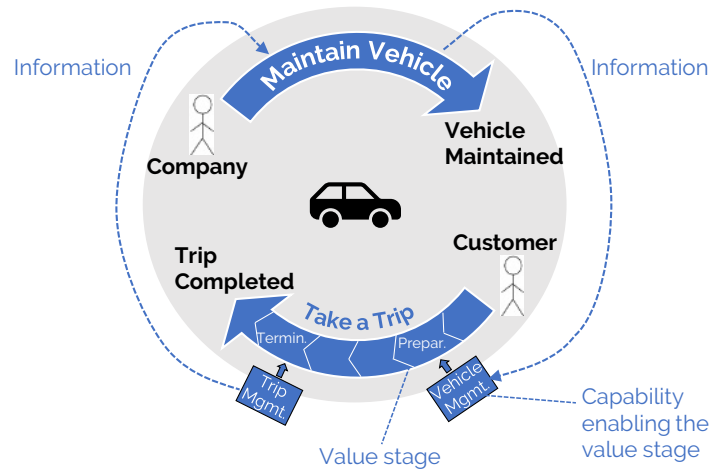 Information
Maintain Vehicle
Information
Company
Vehicle
Maintained
Trip
Completed
Customer
Take a Trip
Termin.
Prepar.
Trip
Mgmt.
Vehicle
Mgmt.
Capability
enabling the
value stage
Value stage